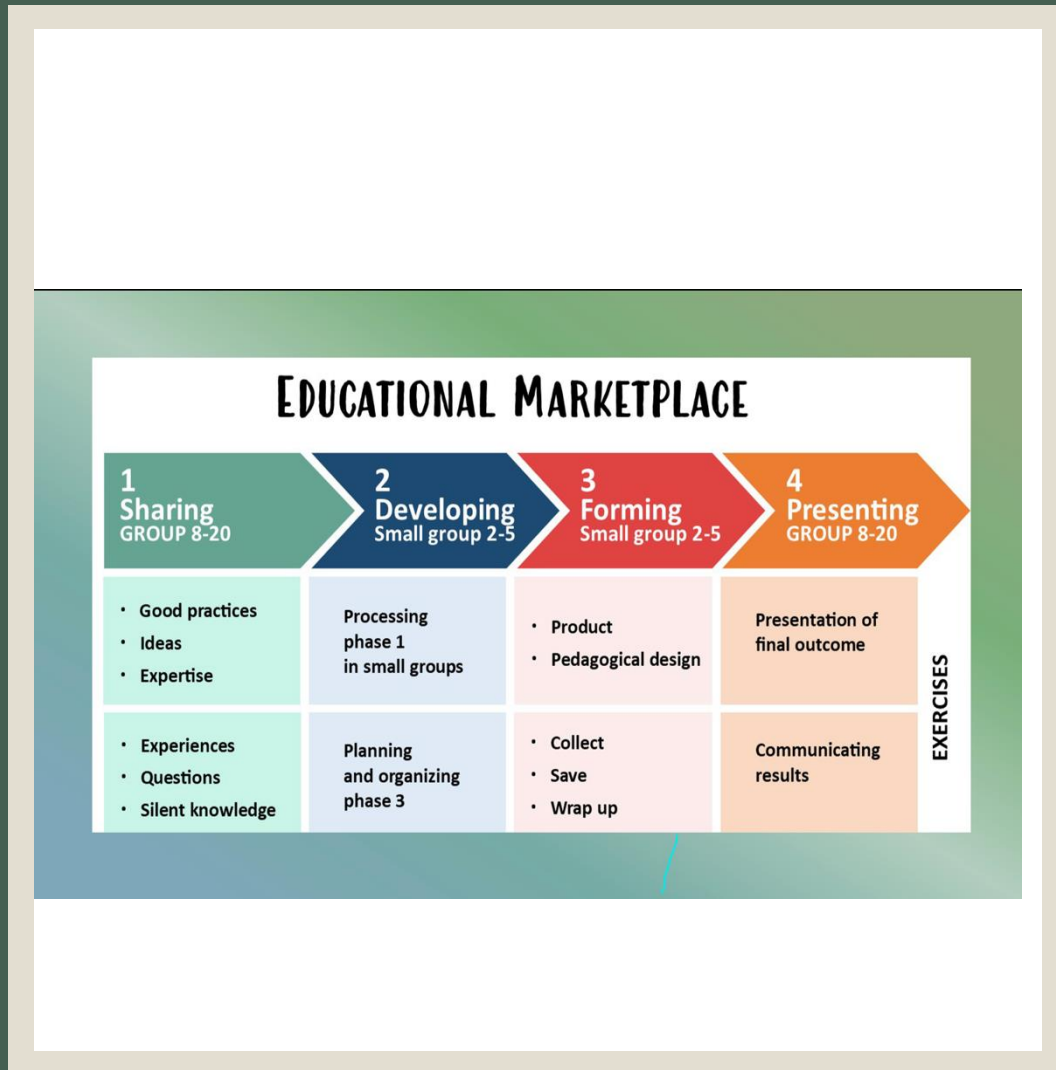 EDUCATIONAL MARKETPLACE
1
Sharing
GROUP 8-20
2
Developing
Small group 2-5
3
Forming
Small group 2-5
4
Presenting
GROUP 8-20
· Good practices
· Ideas
· Expertise
Processing
phase 1
in small groups
· Product
· Pedagogical design
Presentation of
final outcome
· Experiences
· Questions
· Silent knowledge
Planning
and organizing
phase 3
· Collect
· Save
· Wrap up
Communicating
results
EXERCISES